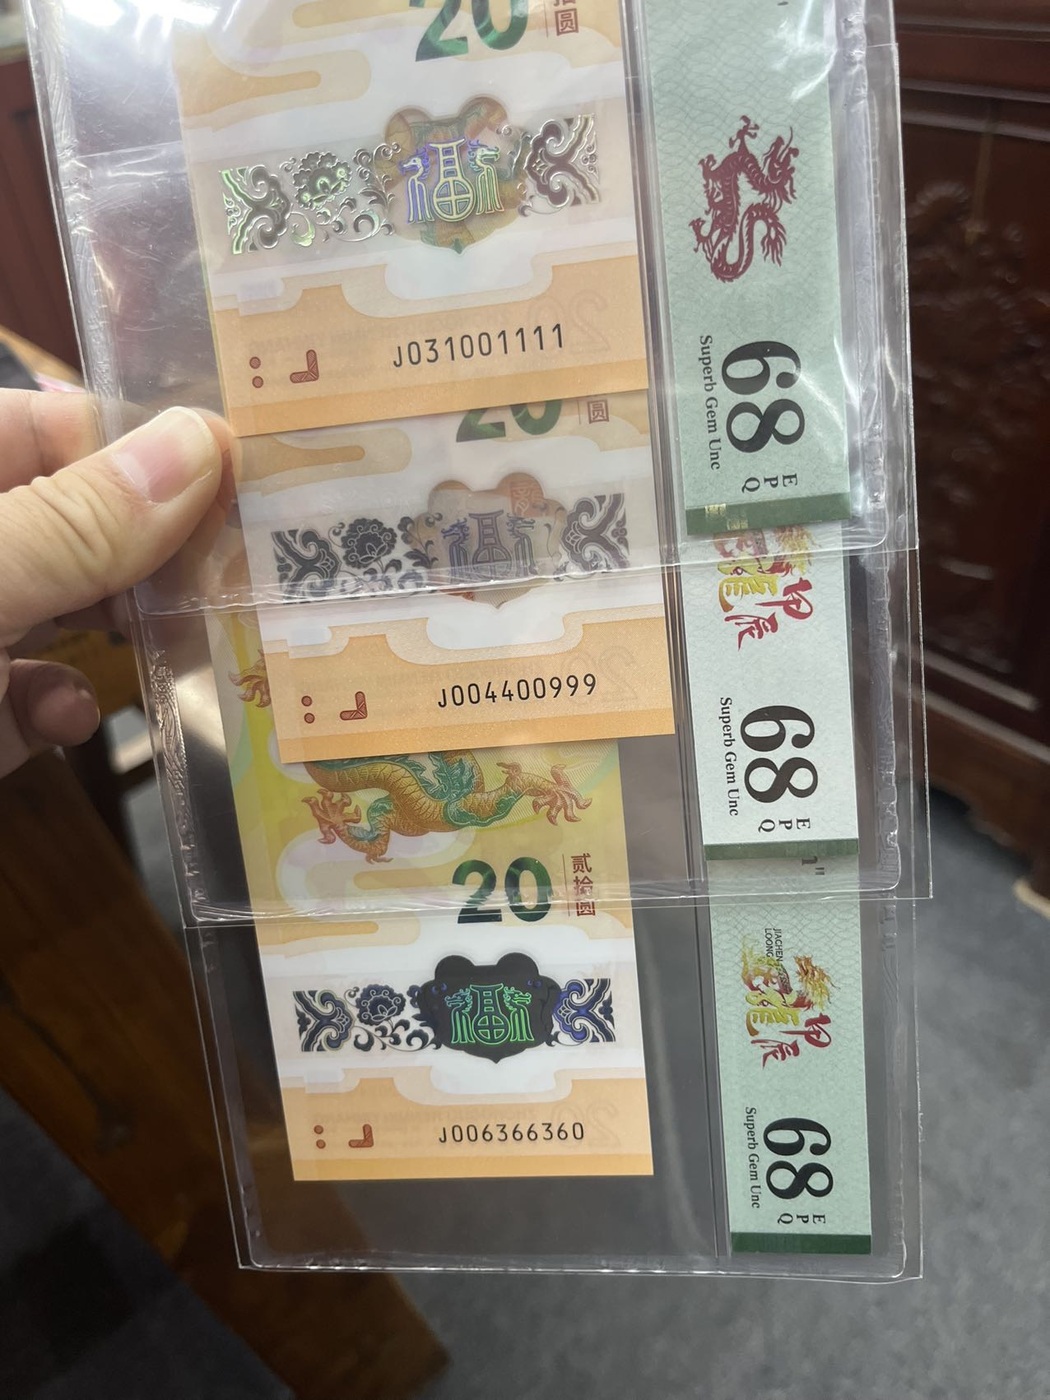 20
拾圆
J031001111
68
EPQ
Superb Gem Unc
20
圆
J004400999
甲辰
68
EPQ
Superb Gem Unc
20
贰拾圆
J006366360
JIACHEN
LOONG
甲辰
68
EPQ
Superb Gem Unc